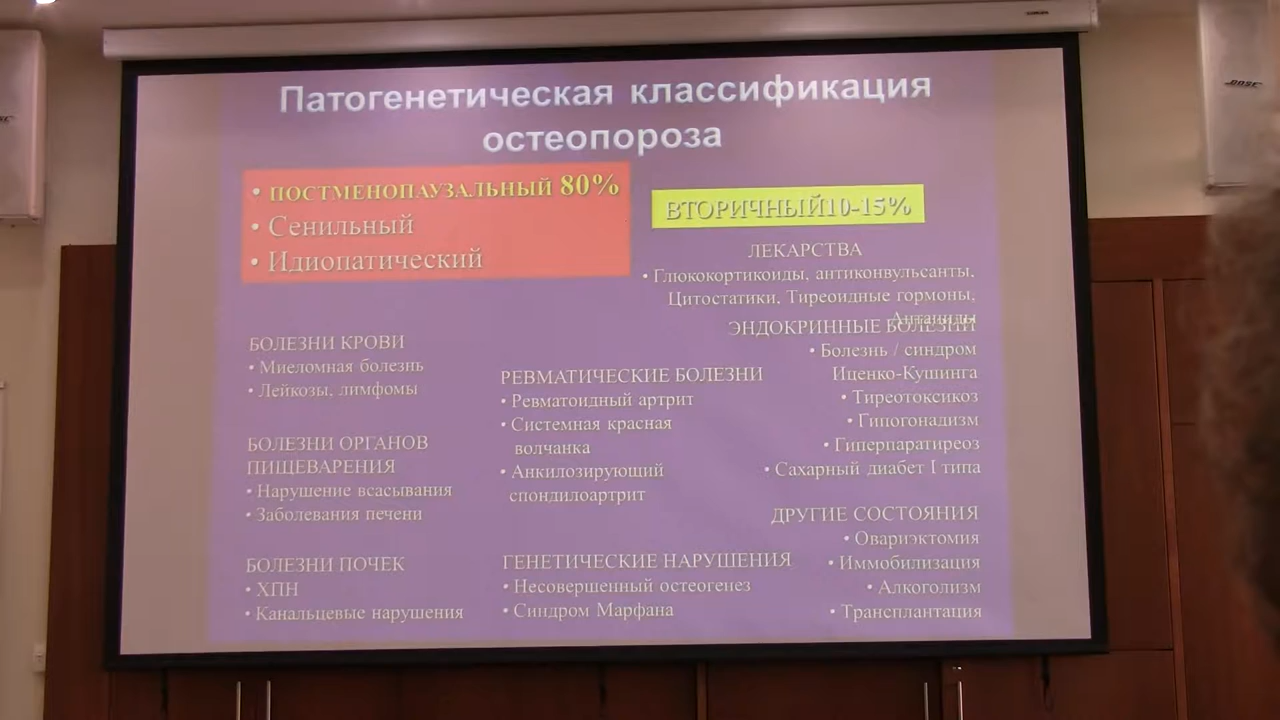 Патогенетическая классификация
остеопороза
• ПОСТМЕНОПАУЗАЛЬНЫЙ 80%
• Сенильный
• Идиопатический
ВТОРИЧНЫЙ10-15%
ЛЕКАРСТВА
• Глюкокортикоиды, антиконвульсанты.
Цитостатики. Тиреоидные гормоны,
Антациды
ЭНДОКРИННЫЕ БОЛЕЗНИ
• Болезнь / синдром
Иценко-Кушинга
• Тиреотоксикоз
• Гипогонадизм
• Гиперпаратиреоз
• Сахарный диабет I типа
ДРУГИЕ СОСТОЯНИЯ
• Овариэктомия
• Иммобилизация
• Алкоголизм
• Трансплантация
БОЛЕЗНИ КРОВИ
• Миеломная болезнь
• Лейкозы, лимфомы
БОЛЕЗНИ ОРГАНОВ
ПИЩЕВАРЕНИЯ
• Нарушение всасывания
• Заболевания печени
БОЛЕЗНИ ПОЧЕК
• ХПН
• Канальцевые нарушения
РЕВМАТИЧЕСКИЕ БОЛЕЗНИ
• Ревматоидный артрит
• Системная красная
волчанка
• Анкилозирующий
спондилоартрит
ГЕНЕТИЧЕСКИЕ НАРУШЕНИЯ
• Несовершенный остеогенез
• Синдром Марфана
BOSE